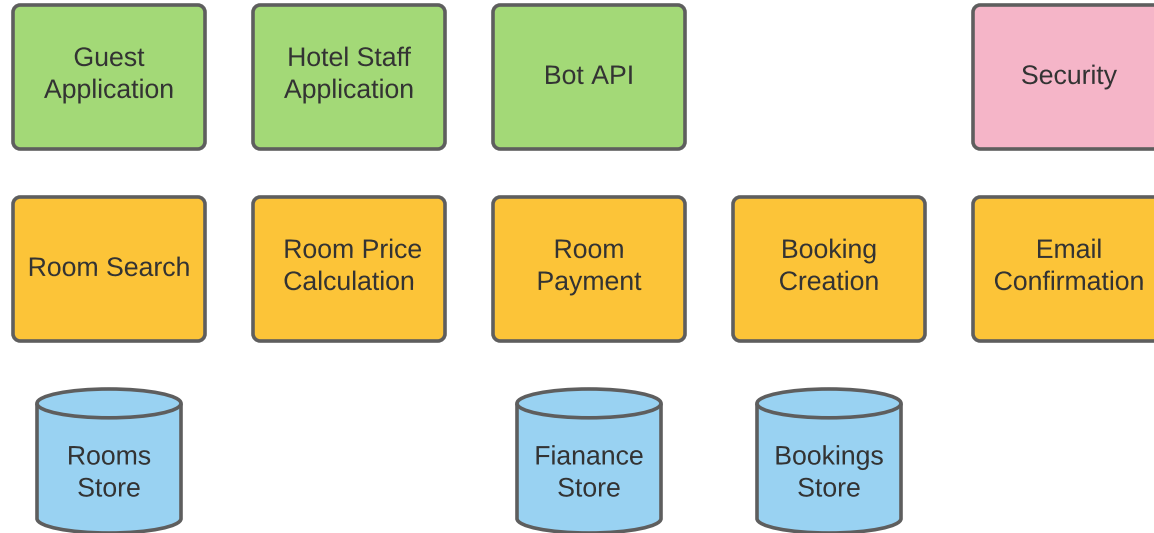 Guest
Application
Hotel Staff
Application
Bot API
Security
Room Search
Room Price
Calculation
Room
Payment
Booking
Creation
Email
Confirmation
Rooms
Store
Fianance
Store
Bookings
Store